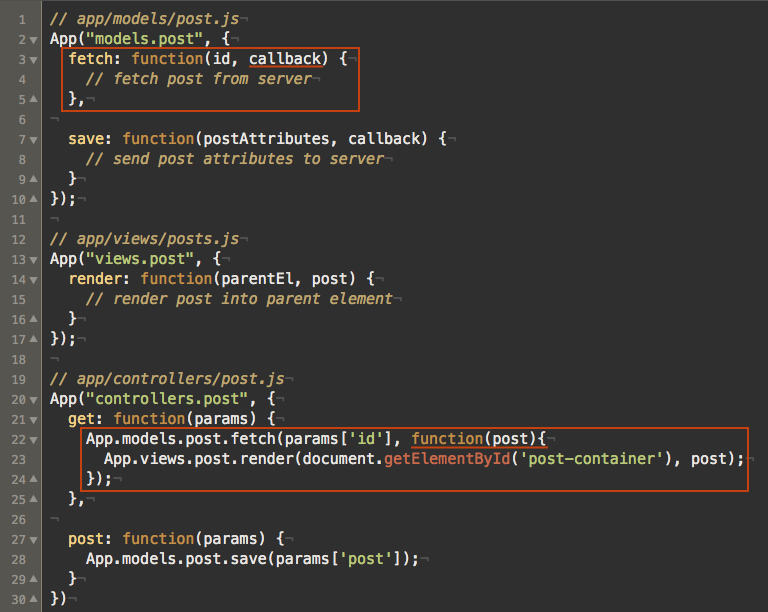 1 // app/models/post.js¬
2 App("models.post", {¬
3   fetch: function(id, callback) {¬
4     // fetch post from server¬
5   },¬
6 ¬
7   save: function(postAttributes, callback) {¬
8     // send post attributes to server¬
9   }¬
10 });¬
11 ¬
12 // app/views/posts.js¬
13 App("views.post", {¬
14   render: function(parentEl, post) {¬
15     // render post into parent element¬
16   }¬
17 });¬
18 ¬
19 // app/controllers/post.js¬
20 App("controllers.post", {¬
21   get: function(params) {¬
22     App.models.post.fetch(params['id'], function(post){¬
23       App.views.post.render(document.getElementById('post-container'), post);¬
24     });¬
25   },¬
26 ¬
27   post: function(params) {¬
28     App.models.post.save(params['post']);¬
29   }¬
30 })¬